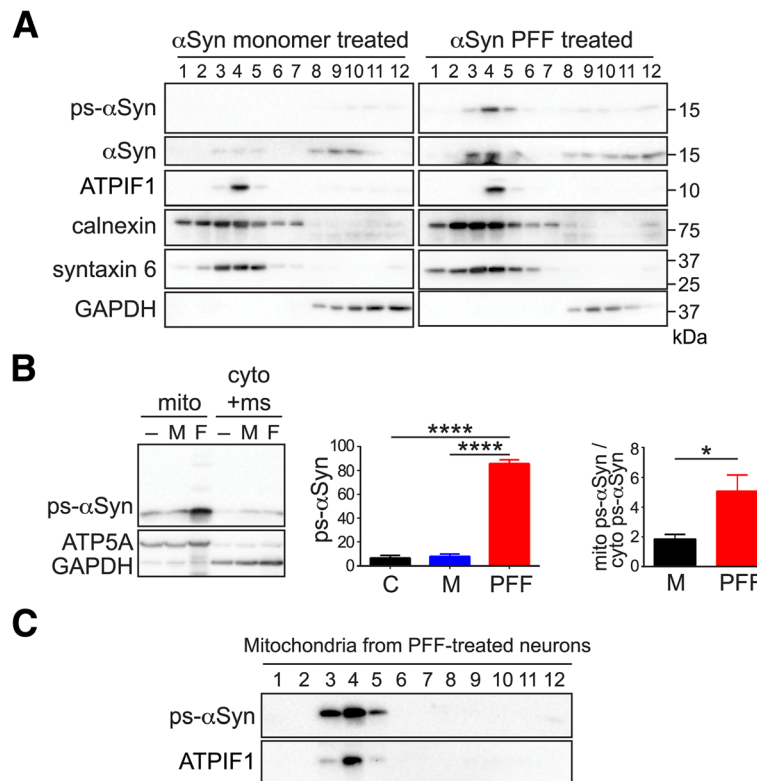 A
αSyn monomer treated αSyn PFF treated
1 2 3 4 5 6 7 8 9 10 11 12 1 2 3 4 5 6 7 8 9 10 11 12
ps-αSyn 15
αSyn 15
ATPIF1 10
calnexin 75
syntaxin 6 37
25
GAPDH 37
kDa
B
mito cyto
+ms
– M F – M F
ps-αSyn
ATP5A
GAPDH
ps-αSyn
100
80
60
40
20
0
****
****
C M PFF
mito ps-αSyn /
cyto ps-αSyn
8
6
4
2
0
*
M PFF
C
Mitochondria from PFF-treated neurons
1 2 3 4 5 6 7 8 9 10 11 12
ps-αSyn
ATPIF1